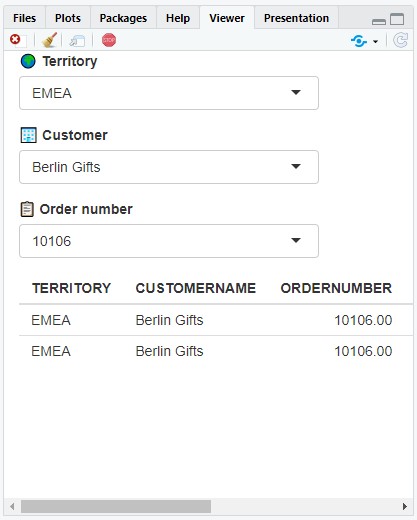 Files Plots Packages Help Viewer Presentation
STOP
Territory
EMEA
Customer
Berlin Gifts
Order number
10106
TERRITORY CUSTOMERNAME ORDERNUMBER
EMEA Berlin Gifts 10106.00
EMEA Berlin Gifts 10106.00